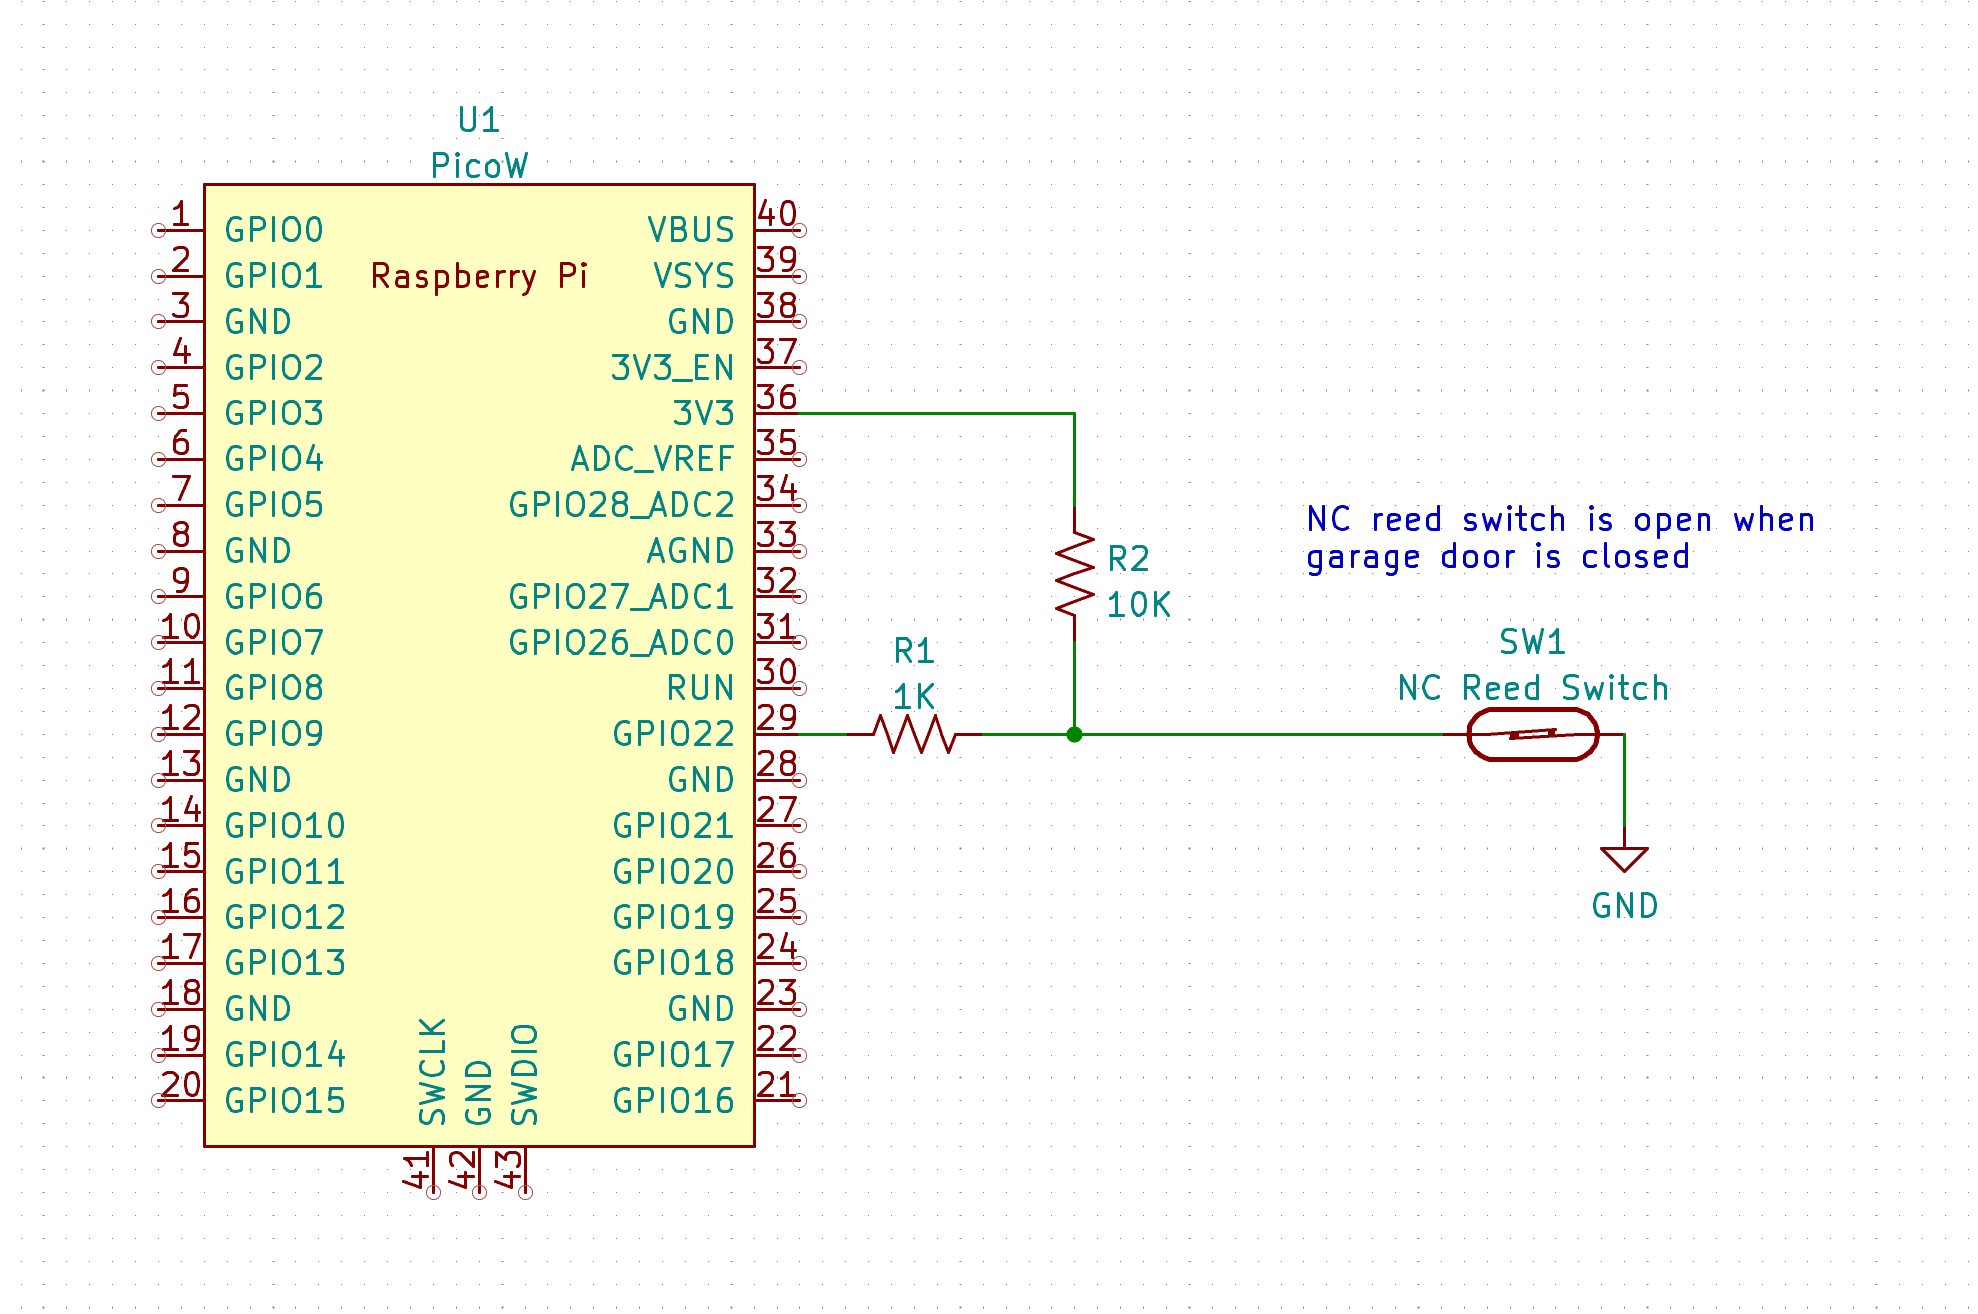 U1
PicoW
1 GPIO0 VBUS 40
2 GPIO1 Raspberry Pi VSYS 39
3 GND GND 38
4 GPIO2 3V3_EN 37
5 GPIO3 3V3 36
6 GPIO4 ADC_VREF 35
7 GPIO5 GPIO28_ADC2 34
8 GND AGND 33
9 GPIO6 GPIO27_ADC1 32
10 GPIO7 GPIO26_ADC0 31
11 GPIO8 RUN 30
12 GPIO9 GPIO22 29
13 GND GND 28
14 GPIO10 GPIO21 27
15 GPIO11 GPIO20 26
16 GPIO12 GPIO19 25
17 GPIO13 GPIO18 24
18 GND GND 23
19 GPIO14 GPIO17 22
20 GPIO15 GPIO16 21
SWCLK GND SWDIO
41 42 43
R2
10K
R1
1K
NC reed switch is open when
garage door is closed
SW1
NC Reed Switch
GND